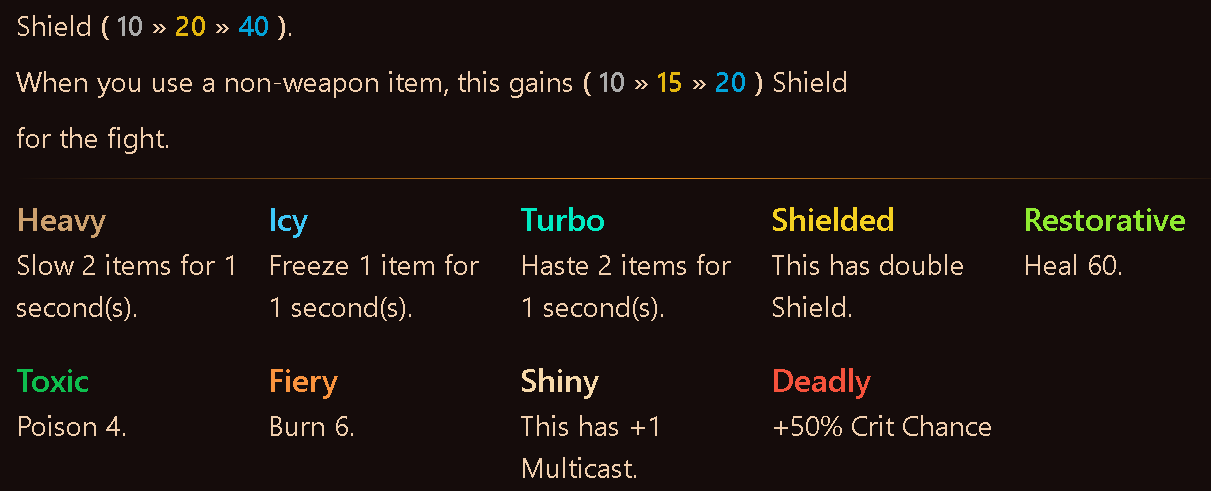 Shield ( 10 » 20 » 40 ).
When you use a non-weapon item, this gains ( 10 » 15 » 20 ) Shield
for the fight.
Heavy
Slow 2 items for 1
second(s).
Icy
Freeze 1 item for
1 second(s).
Turbo
Haste 2 items for
1 second(s).
Shielded
This has double
Shield.
Restorative
Heal 60.
Toxic
Poison 4.
Fiery
Burn 6.
Shiny
This has +1
Multicast.
Deadly
+50% Crit Chance